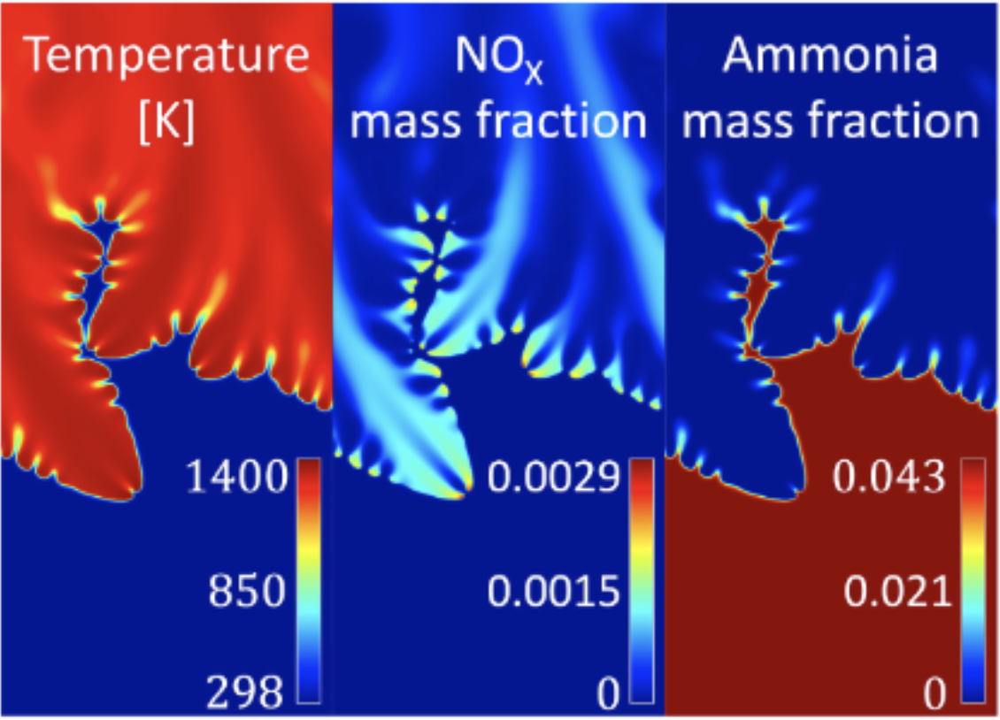 Temperature
[K]
1400
850
298
NOX
mass fraction
0.0029
0.0015
0
Ammonia
mass fraction
0.043
0.021
0